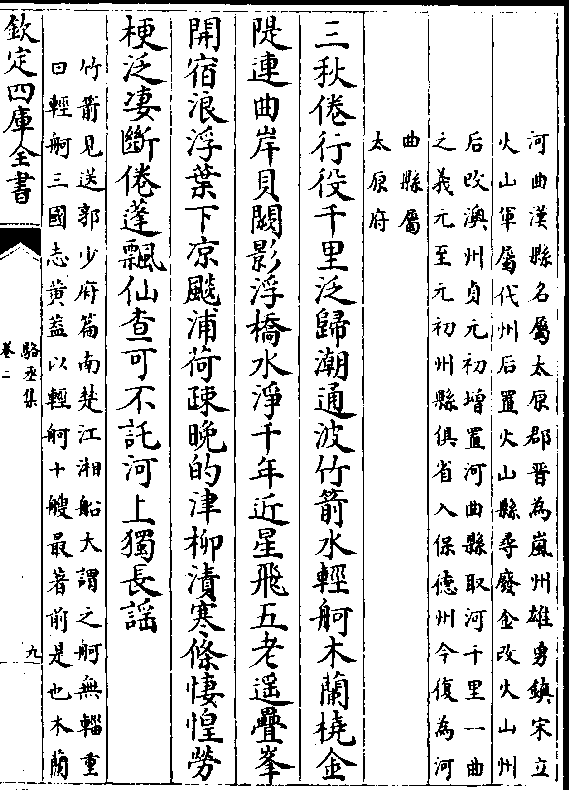 河曲漢縣名屬太原郡晉為嵐州雄勇鎮宋立
火山軍屬代州后置火山縣尋廢金改火山州
后改澳州貞元初增置河曲縣取河千里一曲
之義元至元初州縣俱省入保德州今復為河
曲縣屬
太原府
三秋倦行役千里泛歸潮通波竹箭水輕舸木蘭橈金
隄連曲岸貝闕影浮橋水淨千年近星飛五老遥疊峯
開宿浪浮葉下凉飈浦荷疎晚的津柳漬寒條悽惶勞
梗泛凄斷倦蓬飄仙查可不託河上獨長謡
竹箭見送郭少府篇南楚江湘船大謂之舸無輜重
曰輕舸三國志黄葢以輕舸十艘最著前是也木蘭
欽定四庫全書
駱丞集
卷二
九